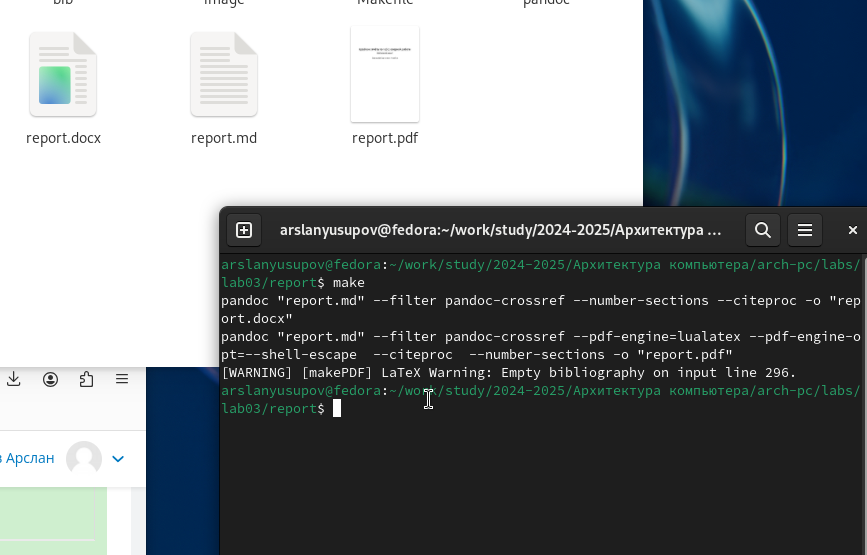 bib
image
Makefile
pandoc
report.docx
report.md
report.pdf
arslanyusupov@fedora:~/work/study/2024-2025/Архитектура ...
arslanyusupov@fedora:~/work/study/2024-2025/Архитектура компьютера/arch-pc/labs/
lab03/report$ make
pandoc "report.md" --filter pandoc-crossref --number-sections --citeproc -o "rep
ort.docx"
pandoc "report.md" --filter pandoc-crossref --pdf-engine=lualatex --pdf-engine-o
pt=--shell-escape  --citeproc  --number-sections -o "report.pdf"
[WARNING] [makePDF] LaTeX Warning: Empty bibliography on input line 296.
arslanyusupov@fedora:~/work/study/2024-2025/Архитектура компьютера/arch-pc/labs/
lab03/report$
в Арслан